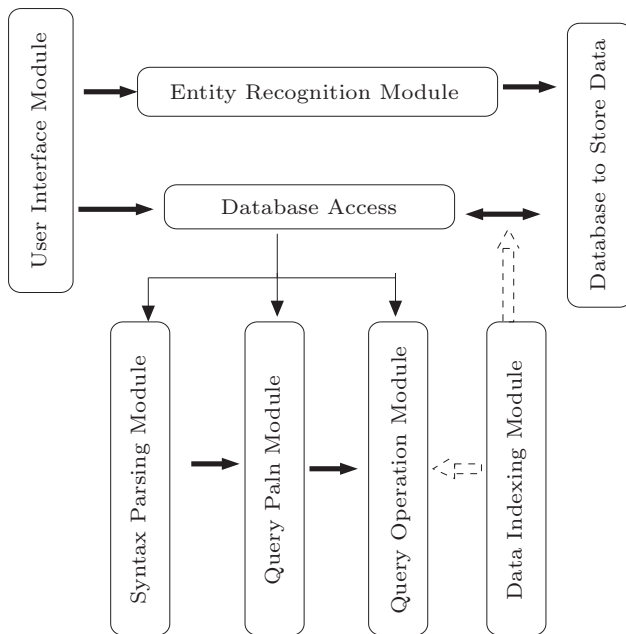 User Interface Module
Entity Recognition Module
Database to Store Data
Database Access
Syntax Parsing Module
Query Paln Module
Query Operation Module
Data Indexing Module